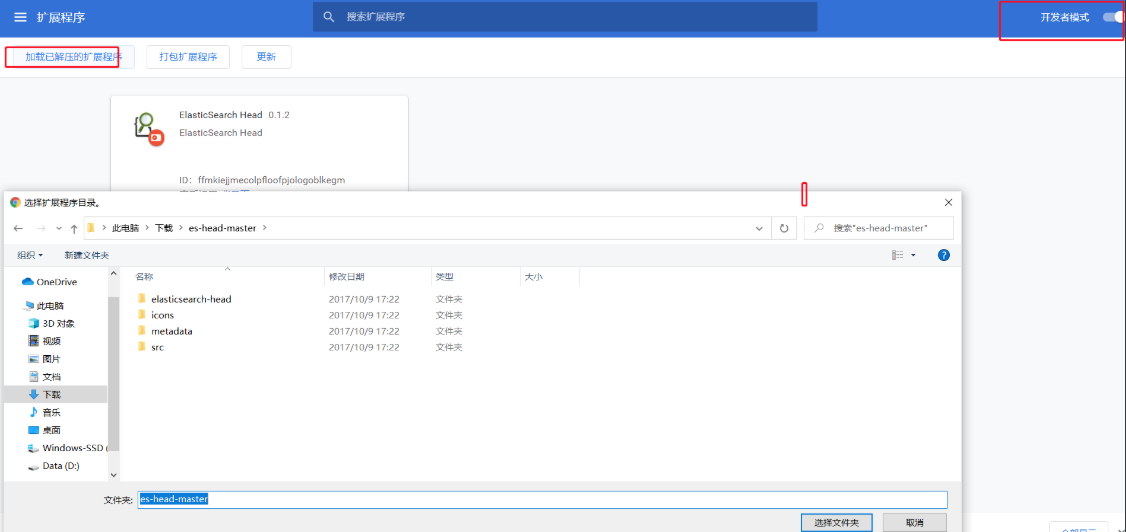 扩展程序
搜索扩展程序
开发者模式
加载已解压的扩展程序
打包扩展程序
更新
ElasticSearch Head 0.1.2
ElasticSearch Head
ID: ffmkiejjmecolpfloofpjologoblkegm
选择扩展程序目录。
此电脑 > 下载 > es-head-master >
搜索"es-head-master"
组织
新建文件夹
名称 修改日期 类型 大小
OneDrive
此电脑
3D 对象
视频
图片
文档
下载
音乐
桌面
Windows-SSD (
Data (D:)
elasticsearch-head 2017/10/9 17:22 文件夹
icons 2017/10/9 17:22 文件夹
metadata 2017/10/9 17:22 文件夹
src 2017/10/9 17:22 文件夹
文件夹: es-head-master
选择文件夹
取消